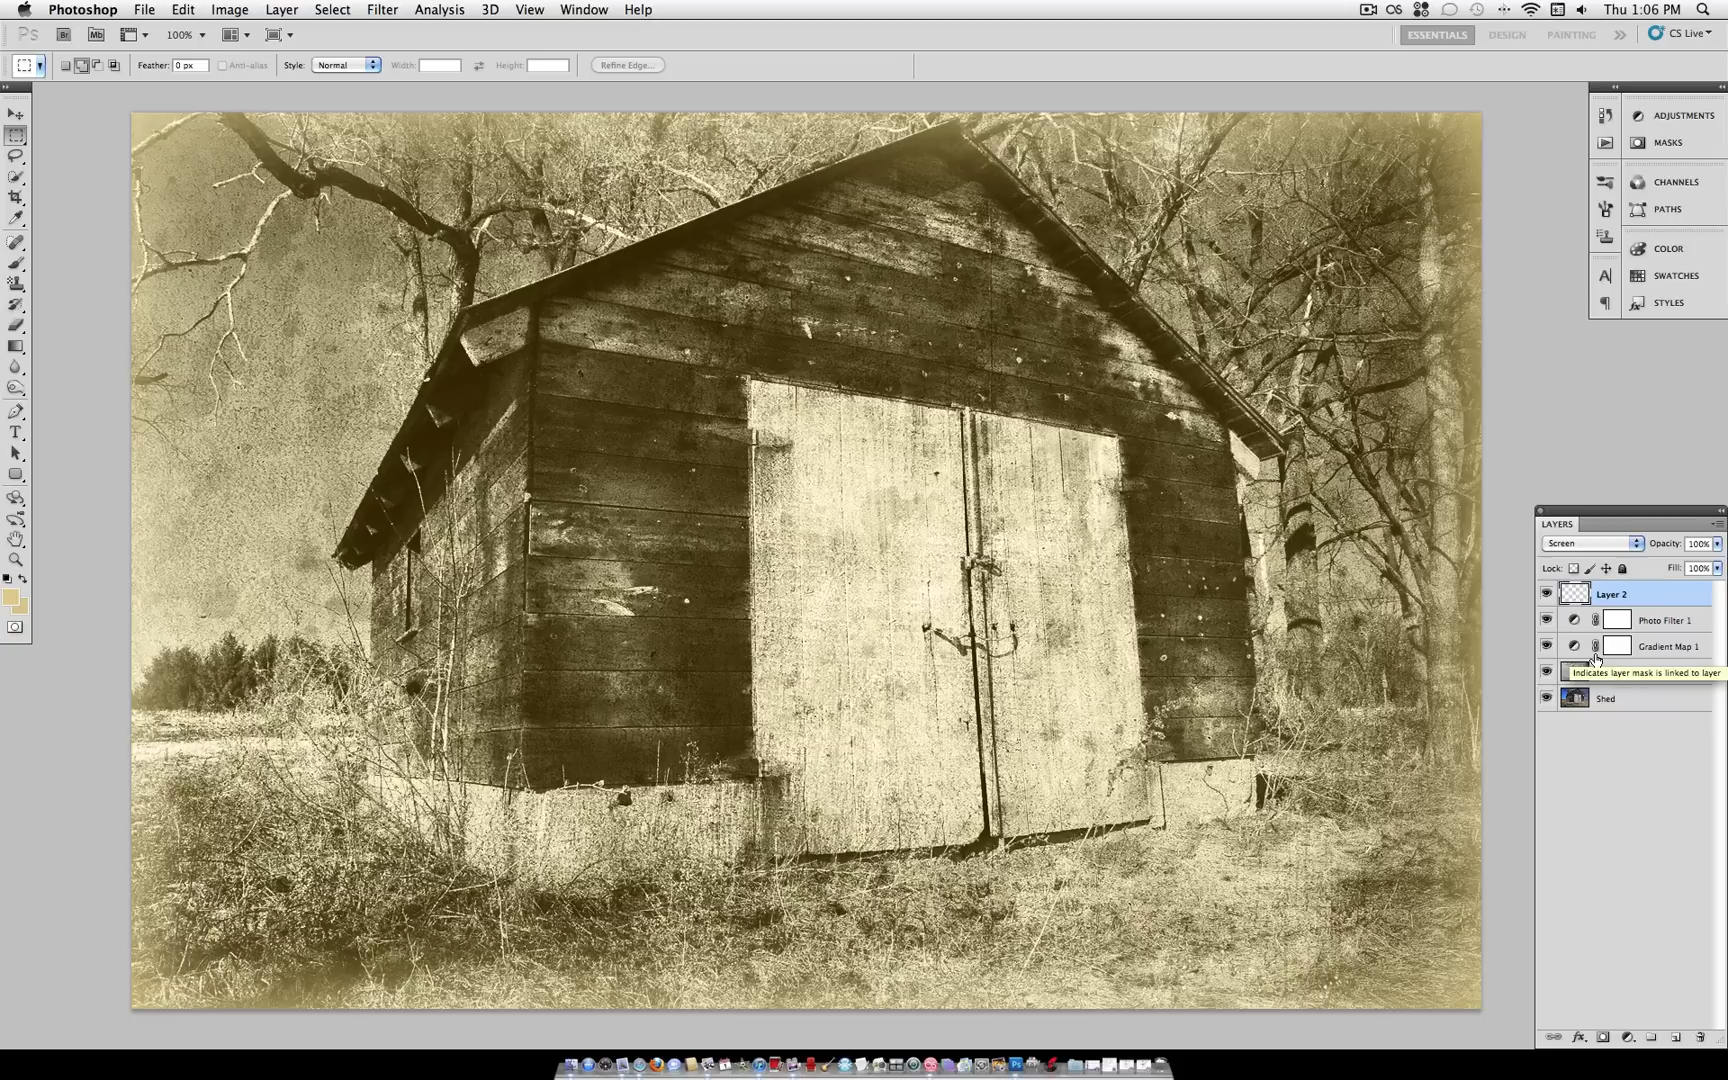 Photoshop File Edit Image Layer Select Filter Analysis 3D View Window Help Thu 1:06 PM
Ps Br Mb 100% ESSENTIALS DESIGN PAINTING CS Live
Feather: 0 px Anti-alias Style: Normal Width: Height: Refine Edge...
ADJUSTMENTS
MASKS
CHANNELS
PATHS
COLOR
SWATCHES
STYLES
LAYERS
Screen Opacity: 100%
Lock: Fill: 100%
Layer 2
Photo Filter 1
Gradient Map 1
Indicates layer mask is linked to layer
Shed